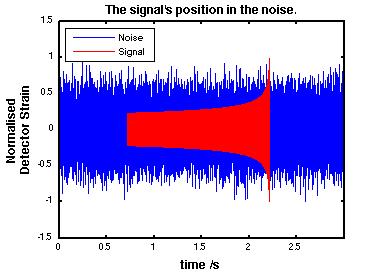 The signal's position in the noise.
Noise
Signal
Normalised
Detector Strain
1.5
1
0.5
0
-0.5
-1
-1.5
0 0.5 1 1.5 2 2.5
time /s